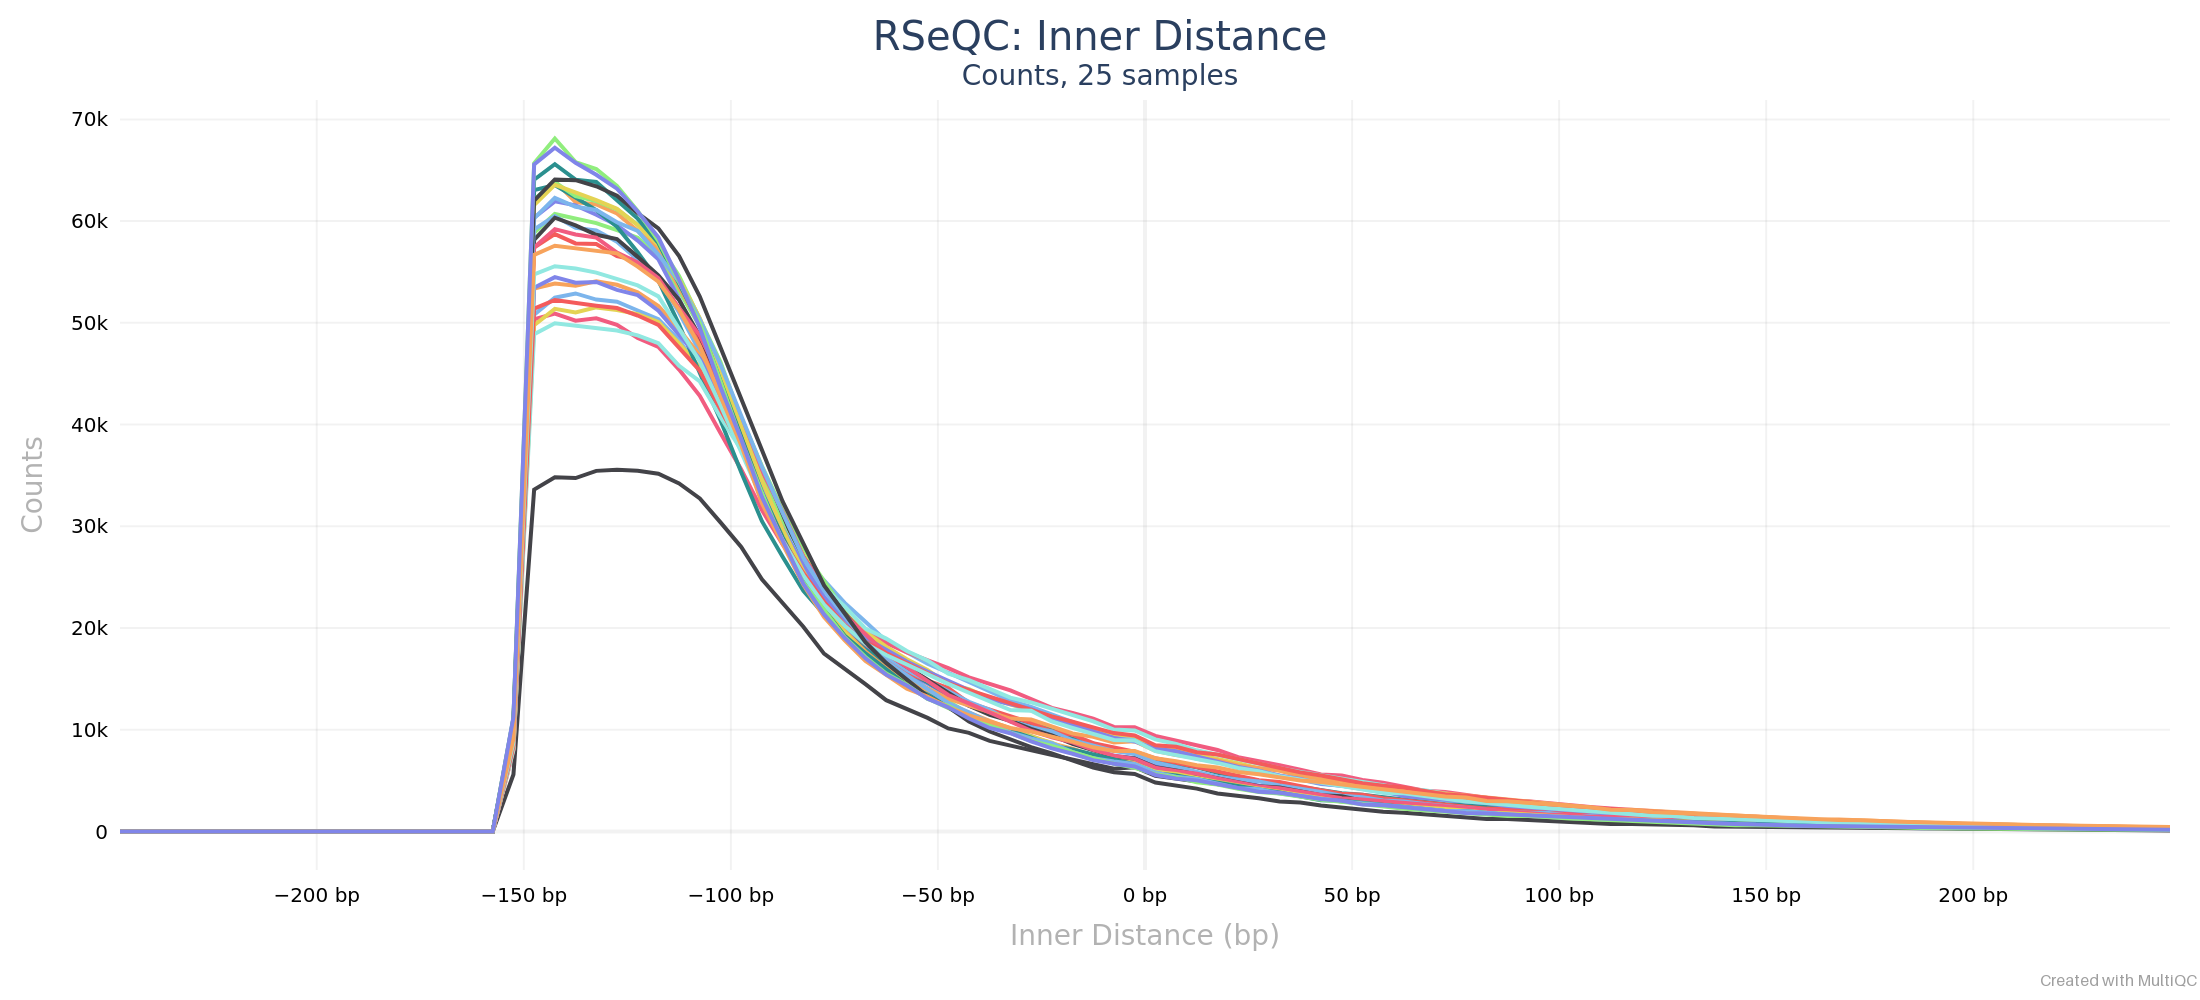 RSeQC: Inner Distance
Counts, 25 samples
70k
60k
50k
40k
30k
20k
10k
0
Counts
−200 bp
−150 bp
−100 bp
−50 bp
0 bp
50 bp
100 bp
150 bp
200 bp
Inner Distance (bp)
Created with MultiQC